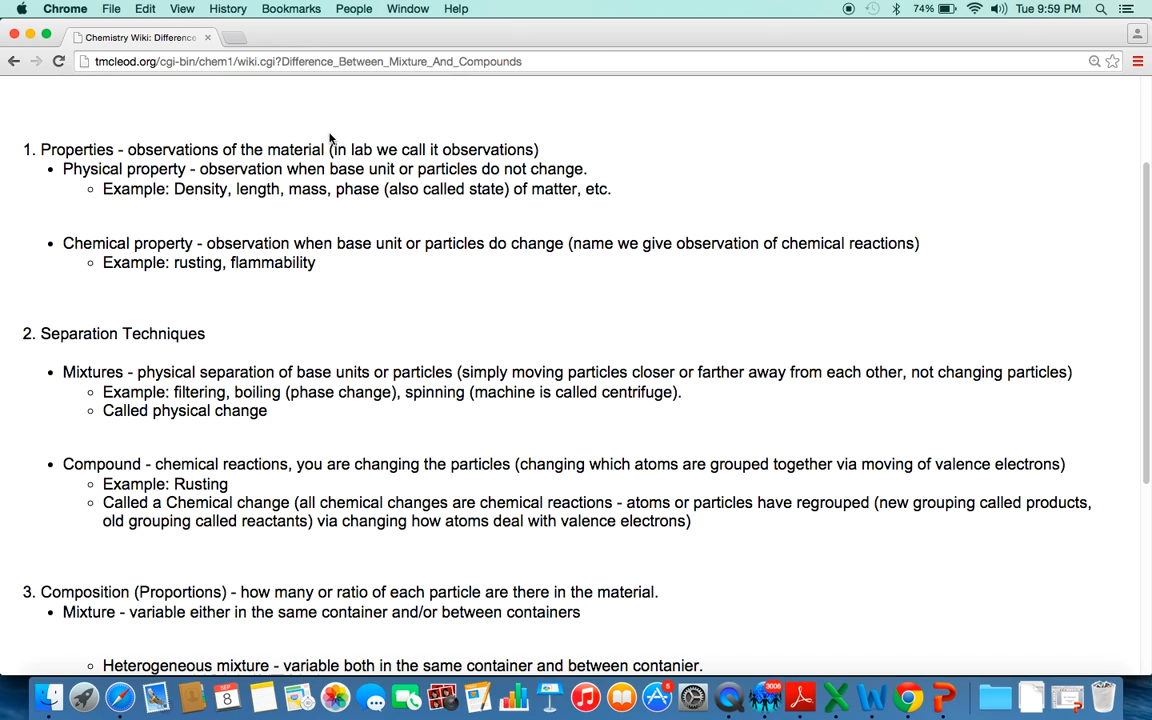 Chrome File Edit View History Bookmarks People Window Help 74% Tue 9:59 PM
Chemistry Wiki: Difference
tmcleod.org/cgi-bin/chem1/wiki.cgi?Difference_Between_Mixture_And_Compounds
1. Properties - observations of the material (in lab we call it observations)
• Physical property - observation when base unit or particles do not change.
Example: Density, length, mass, phase (also called state) of matter, etc.
• Chemical property - observation when base unit or particles do change (name we give observation of chemical reactions)
Example: rusting, flammability
2. Separation Techniques
• Mixtures - physical separation of base units or particles (simply moving particles closer or farther away from each other, not changing particles)
Example: filtering, boiling (phase change), spinning (machine is called centrifuge).
Called physical change
• Compound - chemical reactions, you are changing the particles (changing which atoms are grouped together via moving of valence electrons)
Example: Rusting
Called a Chemical change (all chemical changes are chemical reactions - atoms or particles have regrouped (new grouping called products,
old grouping called reactants) via changing how atoms deal with valence electrons)
3. Composition (Proportions) - how many or ratio of each particle are there in the material.
• Mixture - variable either in the same container and/or between containers
Heterogeneous mixture - variable both in the same container and between contanier.
SEP
8
5
3008